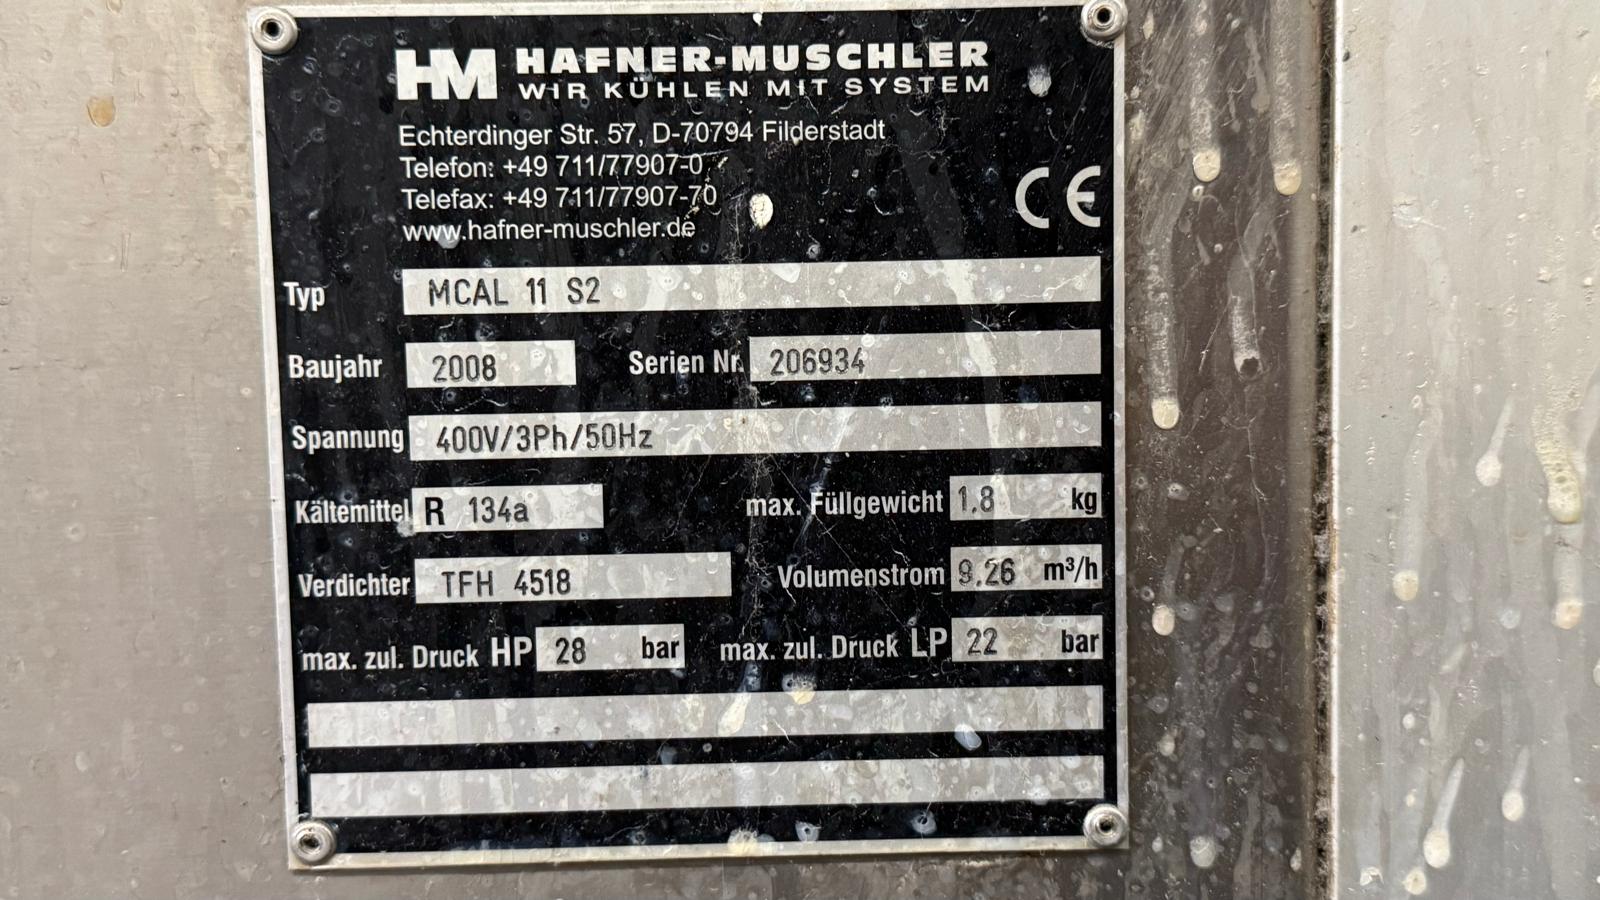 HM HAFNER-MUSCHLER
WIR KÜHLEN MIT SYSTEM
Echterdinger Str. 57, D-70794 Filderstadt
Telefon: +49 711/77907-0
Telefax: +49 711/77907-70
www.hafner-muschler.de
CE
Typ MCAL 11 S2
Baujahr 2008 Serien Nr. 206934
Spannung 400V/3Ph/50Hz
Kältemittel R 134a max. Füllgewicht 1.8 kg
Verdichter TFH 4518 Volumenstrom 9.26 m³/h
max. zul. Druck HP 28 bar max. zul. Druck LP 22 bar